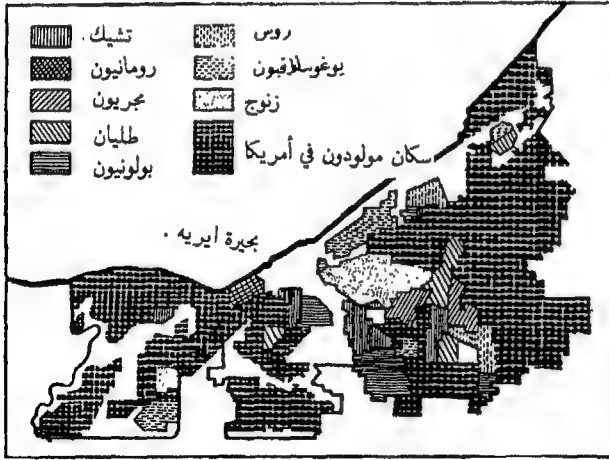 تشيك.
رومانيون
مجريون
طليان
بولونيون
روس
يوغوسلافيون
زنوج
سكان مولودون في أمريكا
بحيرة ايريه.